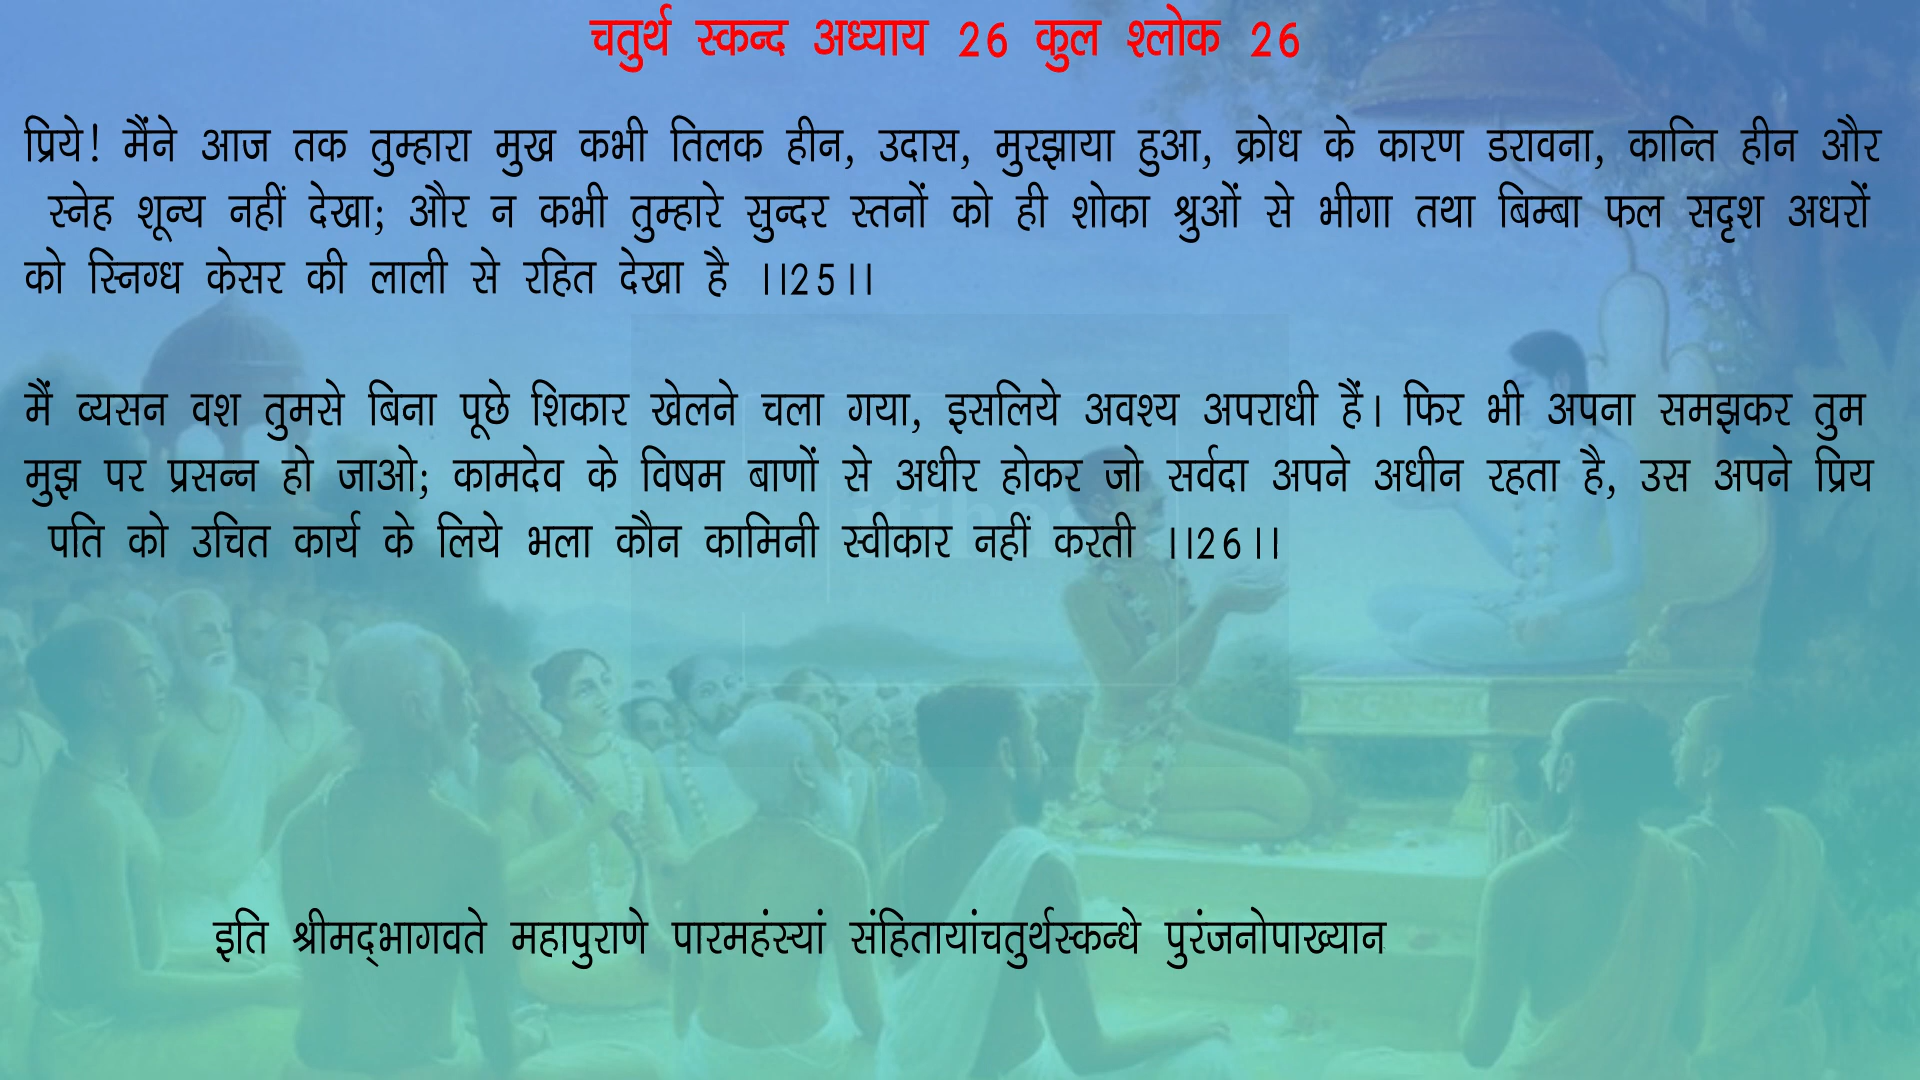 चतुर्थ स्कन्द अध्याय 26 कुल श्लोक 26
प्रिये! मैंने आज तक तुम्हारा मुख कभी तिलक हीन, उदास, मुरझाया हुआ, क्रोध के कारण डरावना, कान्ति हीन और
स्नेह शून्य नहीं देखा; और न कभी तुम्हारे सुन्दर स्तनों को ही शोका श्रुओं से भीगा तथा बिम्बा फल सदृश अधरों
को स्निग्ध केसर की लाली से रहित देखा है ।।25।।
मैं व्यसन वश तुमसे बिना पूछे शिकार खेलने चला गया, इसलिये अवश्य अपराधी हैं। फिर भी अपना समझकर तुम
मुझ पर प्रसन्न हो जाओ; कामदेव के विषम बाणों से अधीर होकर जो सर्वदा अपने अधीन रहता है, उस अपने प्रिय
पति को उचित कार्य के लिये भला कौन कामिनी स्वीकार नहीं करती ।।26।।
इति श्रीमद्भागवते महापुराणे पारमहंस्यां संहितायांचतुर्थस्कन्धे पुरंजनोपाख्यान